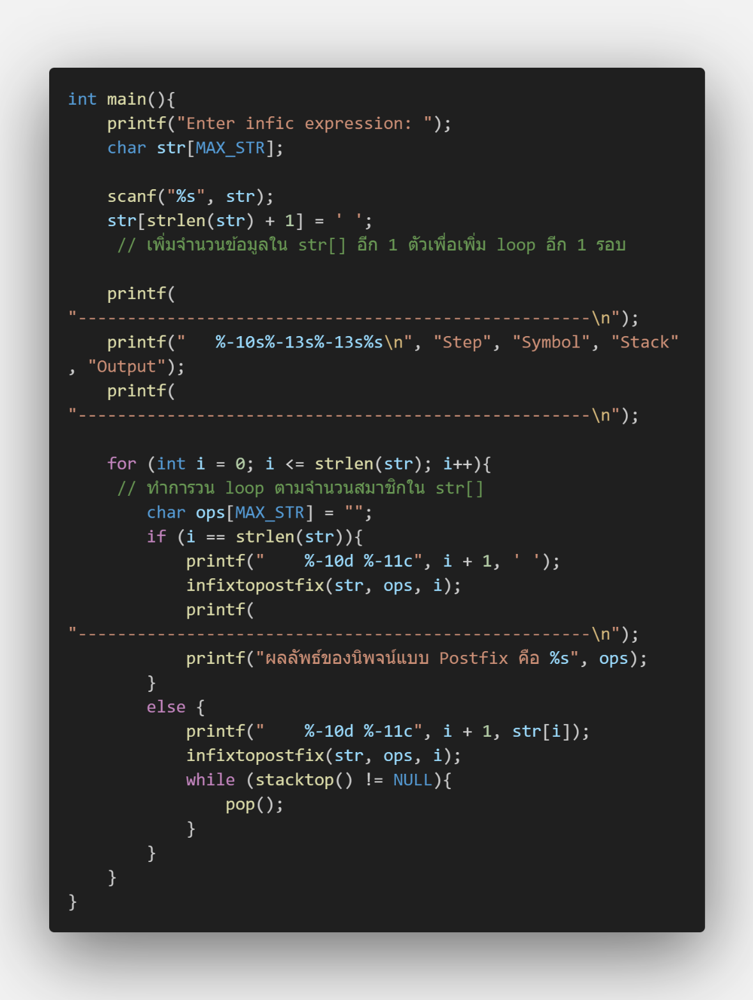 int main(){
    printf("Enter infic expression: ");
    char str[MAX_STR];

    scanf("%s", str);
    str[strlen(str) + 1] = ' ';
     // เพิ่มจำนวนข้อมูลใน str[] อีก 1 ตัวเพื่อเพิ่ม loop อีก 1 รอบ

    printf(
"----------------------------------------------------\n");
    printf("   %-10s%-13s%-13s%s\n", "Step", "Symbol", "Stack"
, "Output");
    printf(
"----------------------------------------------------\n");

    for (int i = 0; i <= strlen(str); i++){
     // ทำการวน loop ตามจำนวนสมาชิกใน str[]
        char ops[MAX_STR] = "";
        if (i == strlen(str)){
            printf("    %-10d %-11c", i + 1, ' ');
            infixtopostfix(str, ops, i);
            printf(
"----------------------------------------------------\n");
            printf("ผลลัพธ์ของนิพจน์แบบ Postfix คือ %s", ops);
        }
        else {
            printf("    %-10d %-11c", i + 1, str[i]);
            infixtopostfix(str, ops, i);
            while (stacktop() != NULL){
                pop();
            }
        }
    }
}